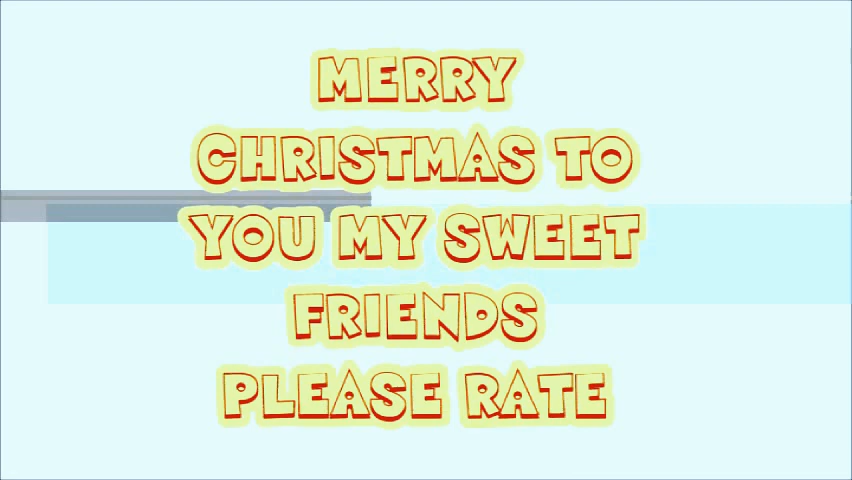 MERRY
CHRISTMAS TO
YOU MY SWEET
FRIENDS
PLEASE RATE